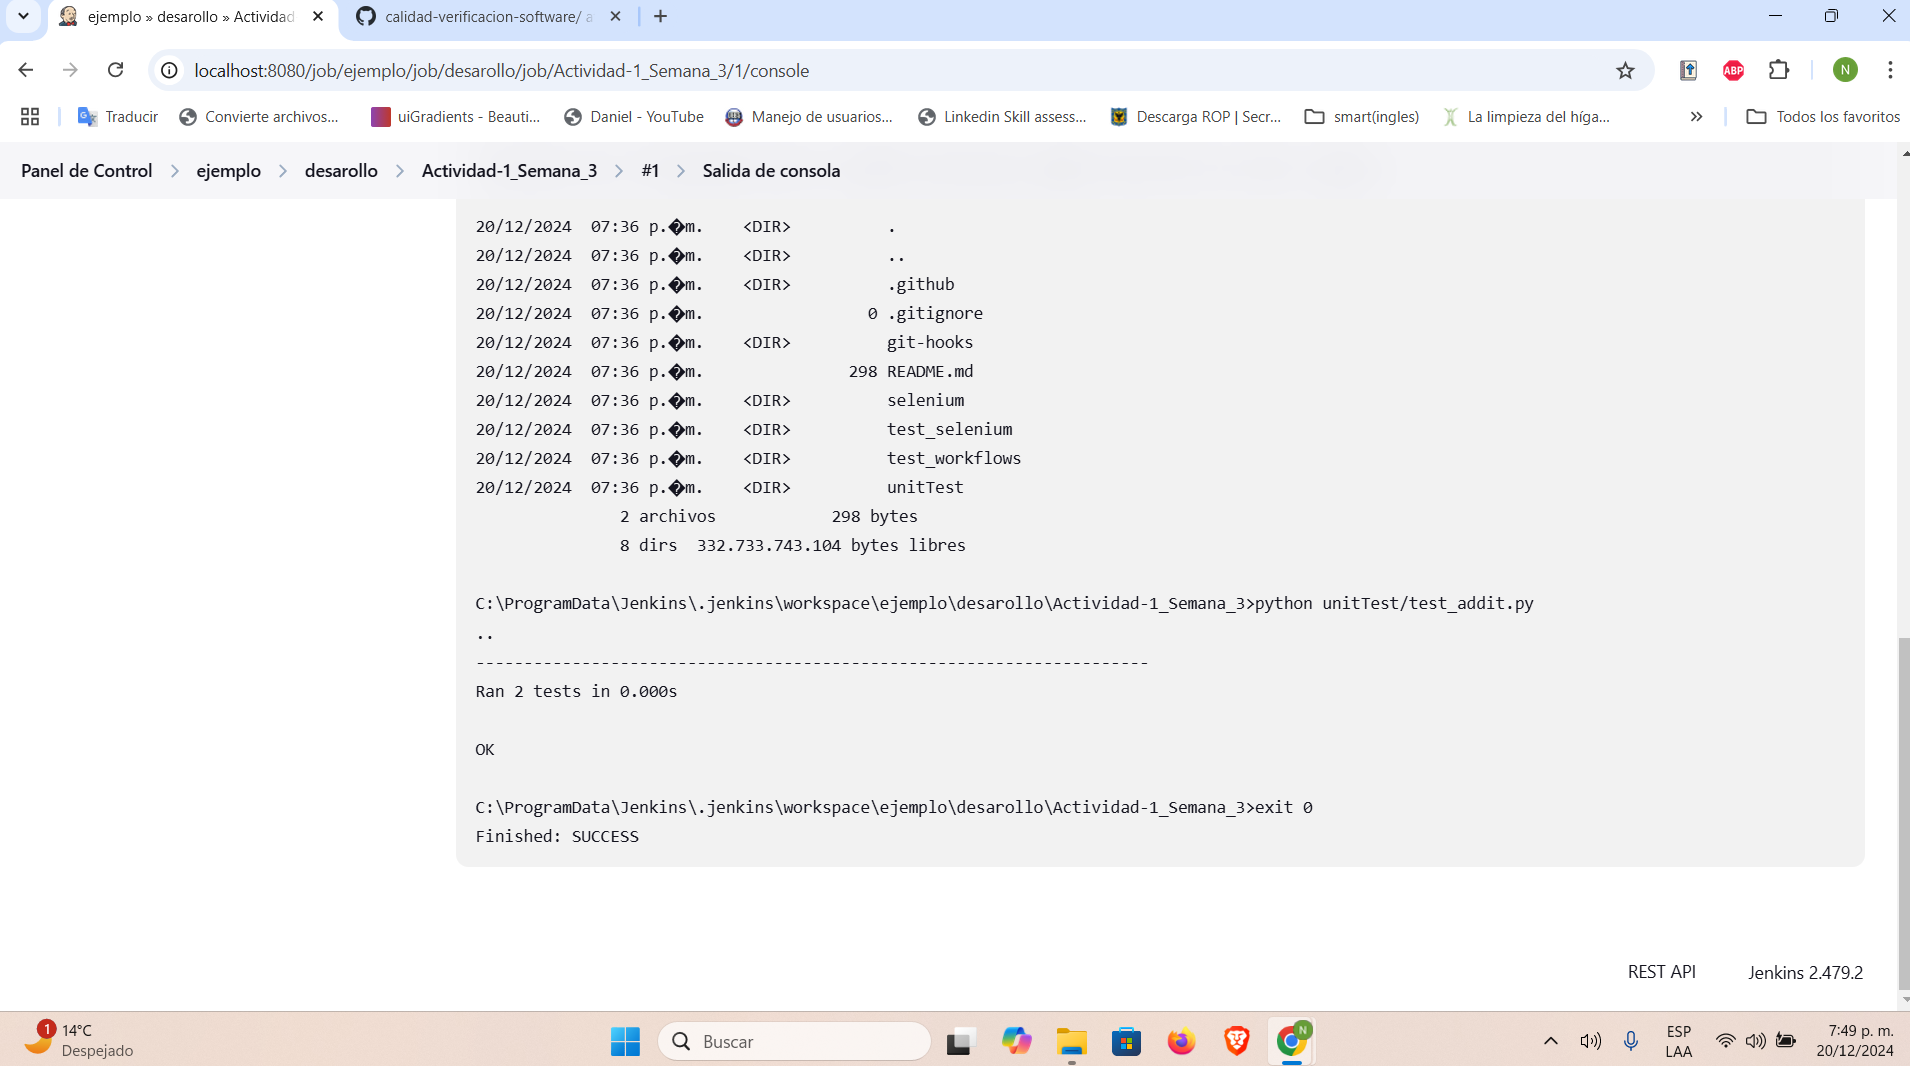 ejemplo » desarollo » Actividad
calidad-verificacion-software/ a
localhost:8080/job/ejemplo/job/desarollo/job/Actividad-1_Semana_3/1/console
ABP
N
Traducir
Convierte archivos...
uiGradients - Beauti...
Daniel - YouTube
Manejo de usuarios...
Linkedin Skill assess...
Descarga ROP | Secr...
smart(ingles)
La limpieza del híga...
»
Todos los favoritos
Panel de Control > ejemplo > desarollo > Actividad-1_Semana_3 > #1 > Salida de consola
20/12/2024  07:36 p.�m.    <DIR>          .
20/12/2024  07:36 p.�m.    <DIR>          ..
20/12/2024  07:36 p.�m.    <DIR>          .github
20/12/2024  07:36 p.�m.                 0 .gitignore
20/12/2024  07:36 p.�m.    <DIR>          git-hooks
20/12/2024  07:36 p.�m.               298 README.md
20/12/2024  07:36 p.�m.    <DIR>          selenium
20/12/2024  07:36 p.�m.    <DIR>          test_selenium
20/12/2024  07:36 p.�m.    <DIR>          test_workflows
20/12/2024  07:36 p.�m.    <DIR>          unitTest
               2 archivos            298 bytes
               8 dirs  332.733.743.104 bytes libres
C:\ProgramData\Jenkins\.jenkins\workspace\ejemplo\desarollo\Actividad-1_Semana_3>python unitTest/test_addit.py
..
----------------------------------------------------------------------
Ran 2 tests in 0.000s
OK
C:\ProgramData\Jenkins\.jenkins\workspace\ejemplo\desarollo\Actividad-1_Semana_3>exit 0
Finished: SUCCESS
REST API
Jenkins 2.479.2
1
14°C
Despejado
Buscar
N
ESP
LAA
7:49 p. m.
20/12/2024